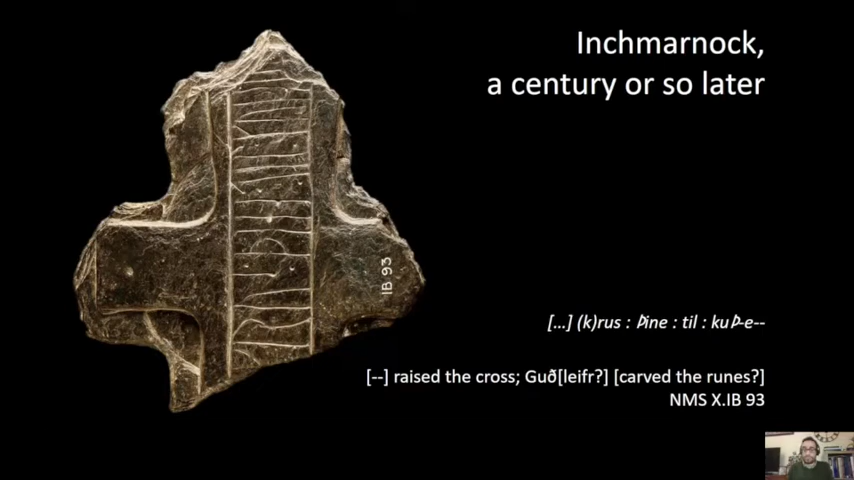 Inchmarnock,
a century or so later
IB 93
[...] (k)rus : Þine : til : kuÞ-e--
[--] raised the cross; Guð[leifr?] [carved the runes?]
NMS X.IB 93